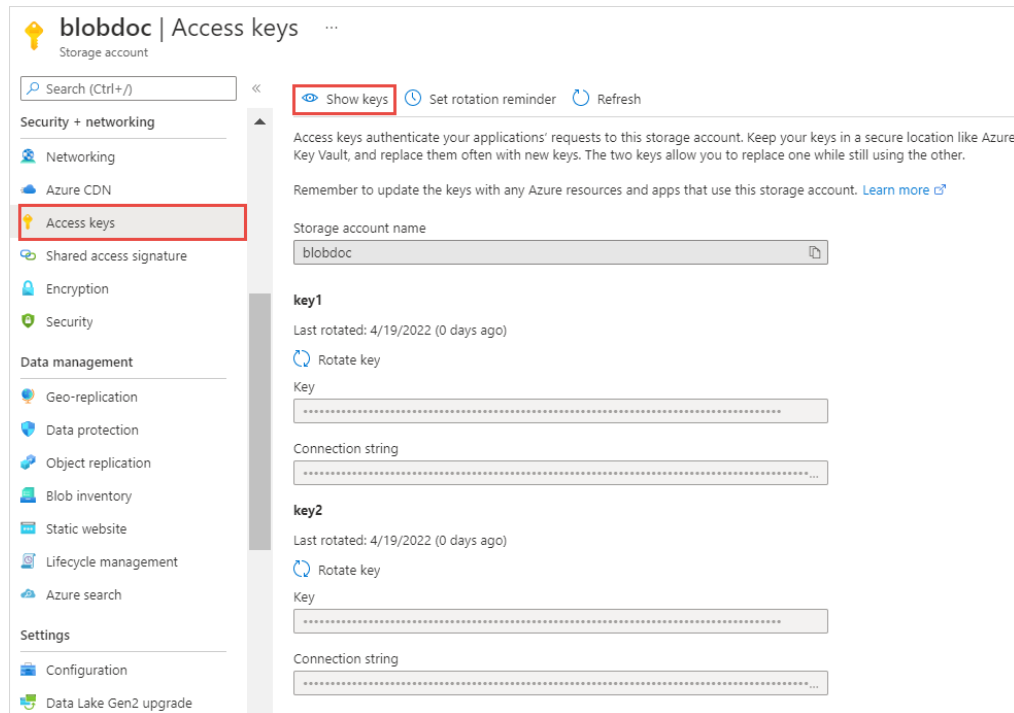 blobdoc | Access keys ...
Storage account
Search (Ctrl+/)
«
Security + networking
Networking
Azure CDN
Access keys
Shared access signature
Encryption
Security
Data management
Geo-replication
Data protection
Object replication
Blob inventory
Static website
Lifecycle management
Azure search
Settings
Configuration
Data Lake Gen2 upgrade
Show keys
Set rotation reminder
Refresh
Access keys authenticate your applications' requests to this storage account. Keep your keys in a secure location like Azure
Key Vault, and replace them often with new keys. The two keys allow you to replace one while still using the other.
Remember to update the keys with any Azure resources and apps that use this storage account. Learn more
Storage account name
blobdoc
key1
Last rotated: 4/19/2022 (0 days ago)
Rotate key
Key
Connection string
key2
Last rotated: 4/19/2022 (0 days ago)
Rotate key
Key
Connection string